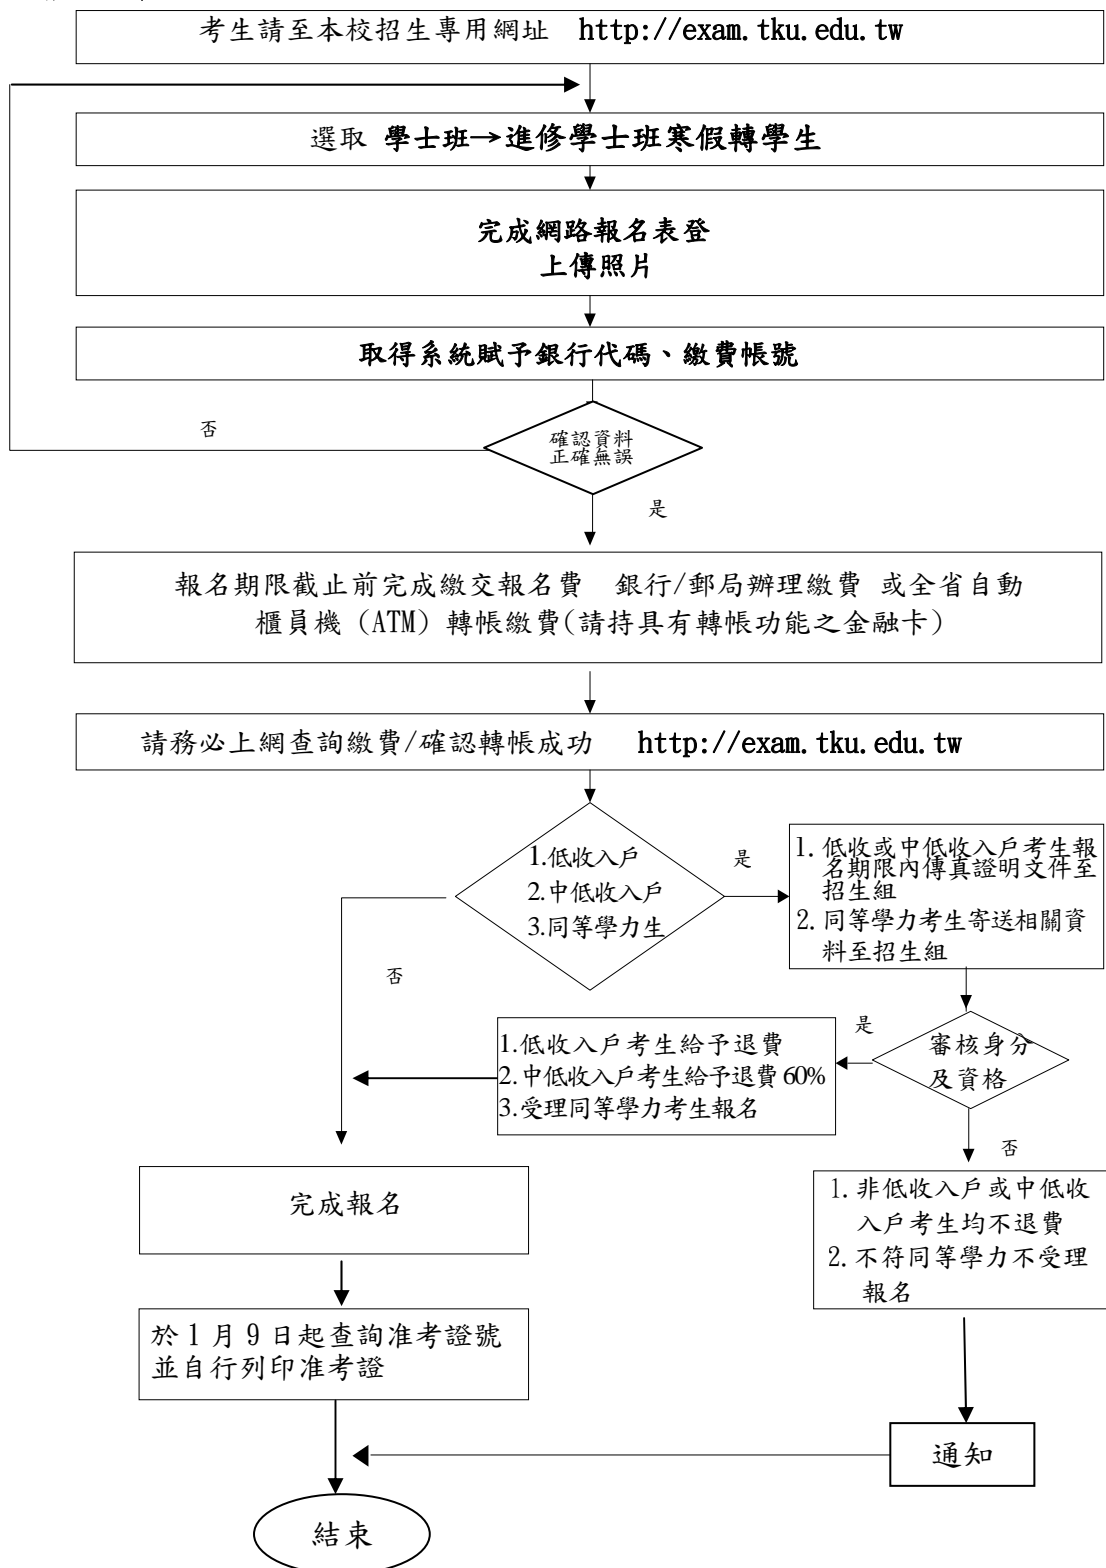 考生請至本校招生專用網址 http://exam.tku.edu.tw
選取 學士班→進修學士班寒假轉學生
完成網路報名表登
上傳照片
取得系統賦予銀行代碼、繳費帳號
否
確認資料
正確無誤
是
報名期限截止前完成繳交報名費 銀行/郵局辦理繳費 或全省自動
櫃員機 (ATM) 轉帳繳費(請持具有轉帳功能之金融卡)
請務必上網查詢繳費/確認轉帳成功 http://exam.tku.edu.tw
1.低收入戶
2.中低收入戶
3.同等學力生
是
1. 低收或中低收入戶考生報
名期限內傳真證明文件至
招生組
2. 同等學力考生寄送相關資
料至招生組
否
是
審核身分
及資格
1.低收入戶考生給予退費
2.中低收入戶考生給予退費 60%
3.受理同等學力考生報名
否
完成報名
1. 非低收入戶或中低收
入戶考生均不退費
2. 不符同等學力不受理
報名
於 1 月 9 日起查詢准考證號
並自行列印准考證
通知
結束